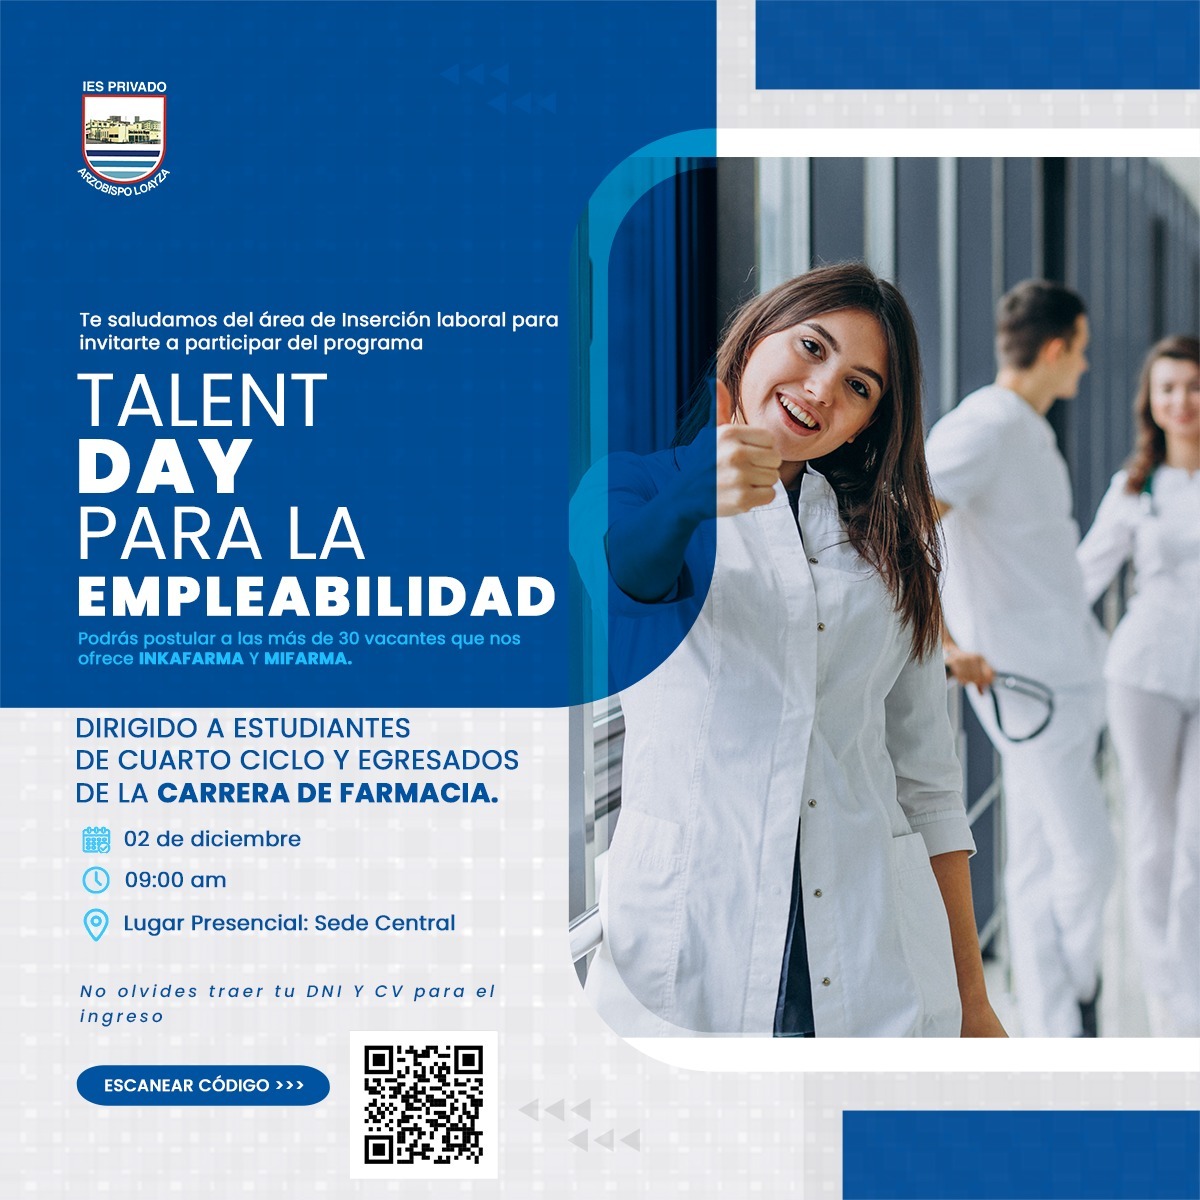 IES PRIVADO
ARZOBISPO LOAYZA
Te saludamos del área de Inserción laboral para
invitarte a participar del programa
TALENT
DAY
PARA LA
EMPLEABILIDAD
Podrás postular a las más de 30 vacantes que nos
ofrece INKAFARMA Y MIFARMA.
DIRIGIDO A ESTUDIANTES
DE CUARTO CICLO Y EGRESADOS
DE LA CARRERA DE FARMACIA.
02 de diciembre
09:00 am
Lugar Presencial: Sede Central
No olvides traer tu DNI Y CV para el
ingreso
ESCANEAR CÓDIGO >>>